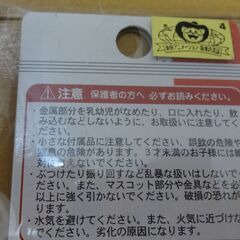 4
⚠注意 保護者の方へ 必ずお読みください。
・金属部分を乳幼児がなめたり、口に入れたり、飲
み込むなどしないように、お取扱いに注意してくだ
さい。
・小さな付属品については、誤飲の危険や
窒息の危険があります。3才未満のお子様には絶
対に与えないでください。
・ぶつけたり振り回すなど乱暴な扱いはしないでく
ださい。また、マスコット部分や金具などを必要
以上に強く引かないでください。破損の恐れが
あります。
・水気を避けてください。また、火気に近づけな
いでください。劣化の原因になります。